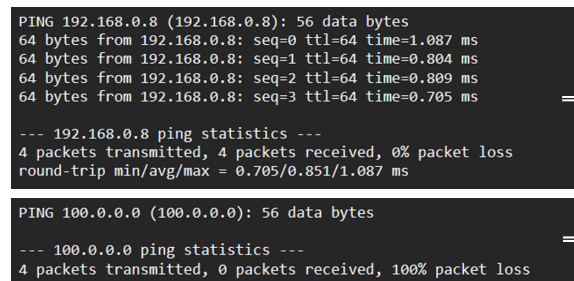 PING 192.168.0.8 (192.168.0.8): 56 data bytes
64 bytes from 192.168.0.8: seq=0 ttl=64 time=1.087 ms
64 bytes from 192.168.0.8: seq=1 ttl=64 time=0.804 ms
64 bytes from 192.168.0.8: seq=2 ttl=64 time=0.809 ms
64 bytes from 192.168.0.8: seq=3 ttl=64 time=0.705 ms
--- 192.168.0.8 ping statistics ---
4 packets transmitted, 4 packets received, 0% packet loss
round-trip min/avg/max = 0.705/0.851/1.087 ms
PING 100.0.0.0 (100.0.0.0): 56 data bytes
--- 100.0.0.0 ping statistics ---
4 packets transmitted, 0 packets received, 100% packet loss